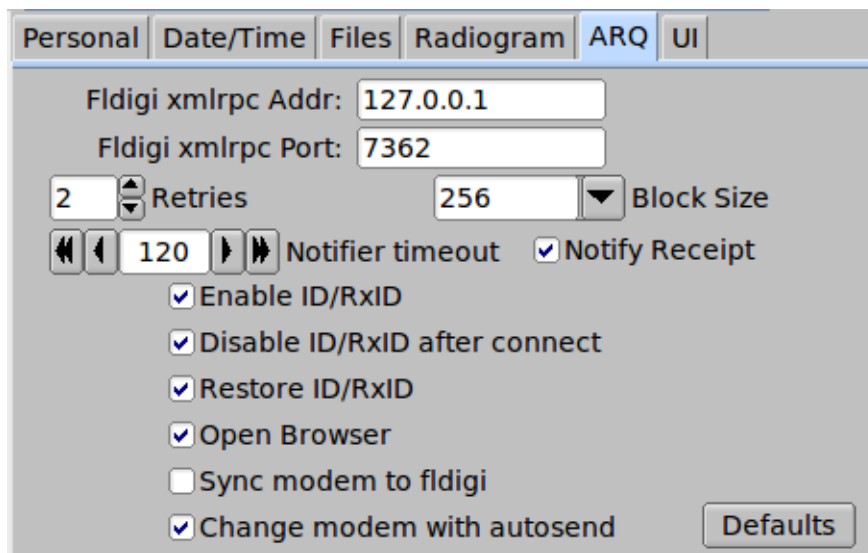 Personal Date/Time Files Radiogram ARQ UI
Fldigi xmlrpc Addr: 127.0.0.1
Fldigi xmlrpc Port: 7362
2 Retries 256 Block Size
120 Notifier timeout Notify Receipt
Enable ID/RxID
Disable ID/RxID after connect
Restore ID/RxID
Open Browser
Sync modem to fldigi
Change modem with autosend Defaults